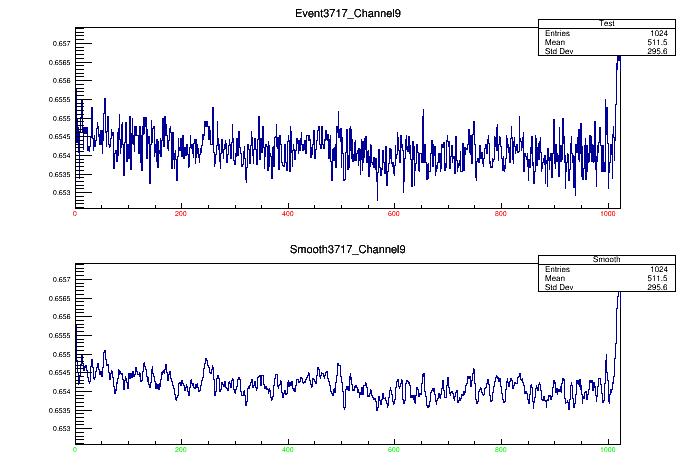 Event3717_Channel9
Test
Entries 1024
Mean 511.5
Std Dev 295.6
0.657
0.6565
0.656
0.6555
0.655
0.6545
0.654
0.6535
0.653
0 200 400 600 800 1000
Smooth3717_Channel9
Smooth
Entries 1024
Mean 511.5
Std Dev 295.6
0.657
0.6565
0.656
0.6555
0.655
0.6545
0.654
0.6535
0.653
0 200 400 600 800 1000